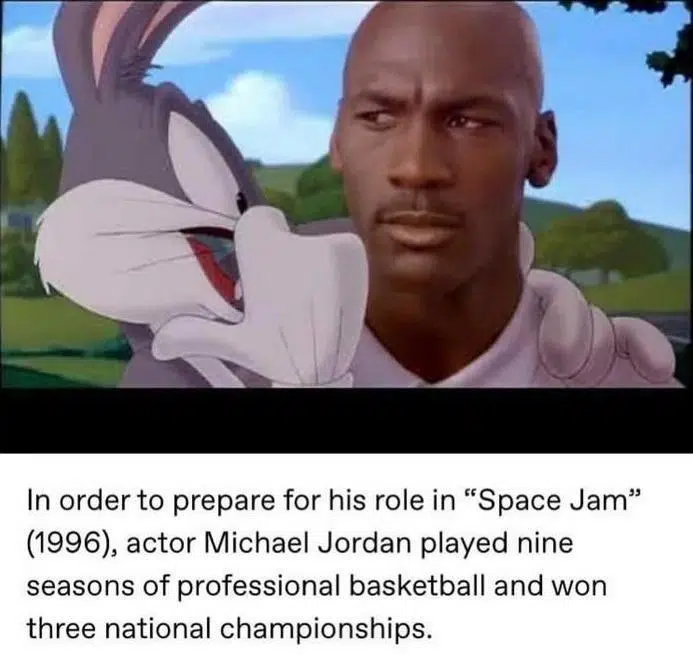 In order to prepare for his role in “Space Jam”
(1996), actor Michael Jordan played nine
seasons of professional basketball and won
three national championships.